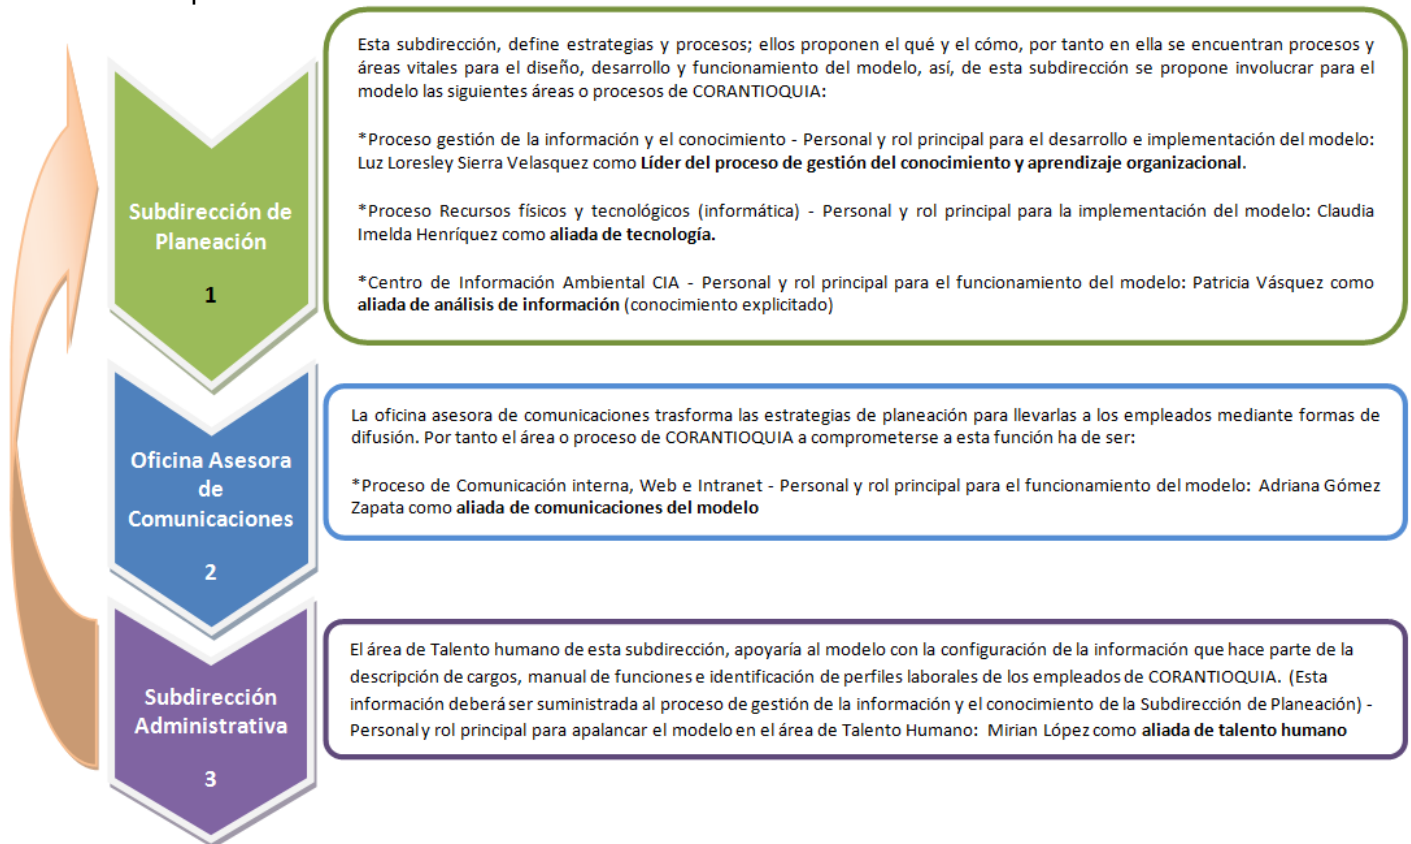 Esta subdirección, define estrategias y procesos; ellos proponen el qué y el cómo, por tanto en ella se encuentran procesos y
áreas vitales para el diseño, desarrollo y funcionamiento del modelo, así, de esta subdirección se propone involucrar para el
modelo las siguientes áreas o procesos de CORANTIOQUIA:
*Proceso gestión de la información y el conocimiento - Personal y rol principal para el desarrollo e implementación del modelo:
Luz Loresley Sierra Velasquez como Líder del proceso de gestión del conocimiento y aprendizaje organizacional.
*Proceso Recursos físicos y tecnológicos (informática) - Personal y rol principal para la implementación del modelo: Claudia
Imelda Henríquez como aliada de tecnología.
*Centro de Información Ambiental CIA - Personal y rol principal para el funcionamiento del modelo: Patricia Vásquez como
aliada de análisis de información (conocimiento explicitado)
Subdirección de
Planeación
1
La oficina asesora de comunicaciones trasforma las estrategias de planeación para llevarlas a los empleados mediante formas de
difusión. Por tanto el área o proceso de CORANTIOQUIA a comprometerse a esta función ha de ser:
*Proceso de Comunicación interna, Web e Intranet - Personal y rol principal para el funcionamiento del modelo: Adriana Gómez
Zapata como aliada de comunicaciones del modelo
Oficina Asesora
de
Comunicaciones
2
El área de Talento humano de esta subdirección, apoyaría al modelo con la configuración de la información que hace parte de la
descripción de cargos, manual de funciones e identificación de perfiles laborales de los empleados de CORANTIOQUIA. (Esta
información deberá ser suministrada al proceso de gestión de la información y el conocimiento de la Subdirección de Planeación) -
Personal y rol principal para apalancar el modelo en el área de Talento Humano: Mirian López como aliada de talento humano
Subdirección
Administrativa
3